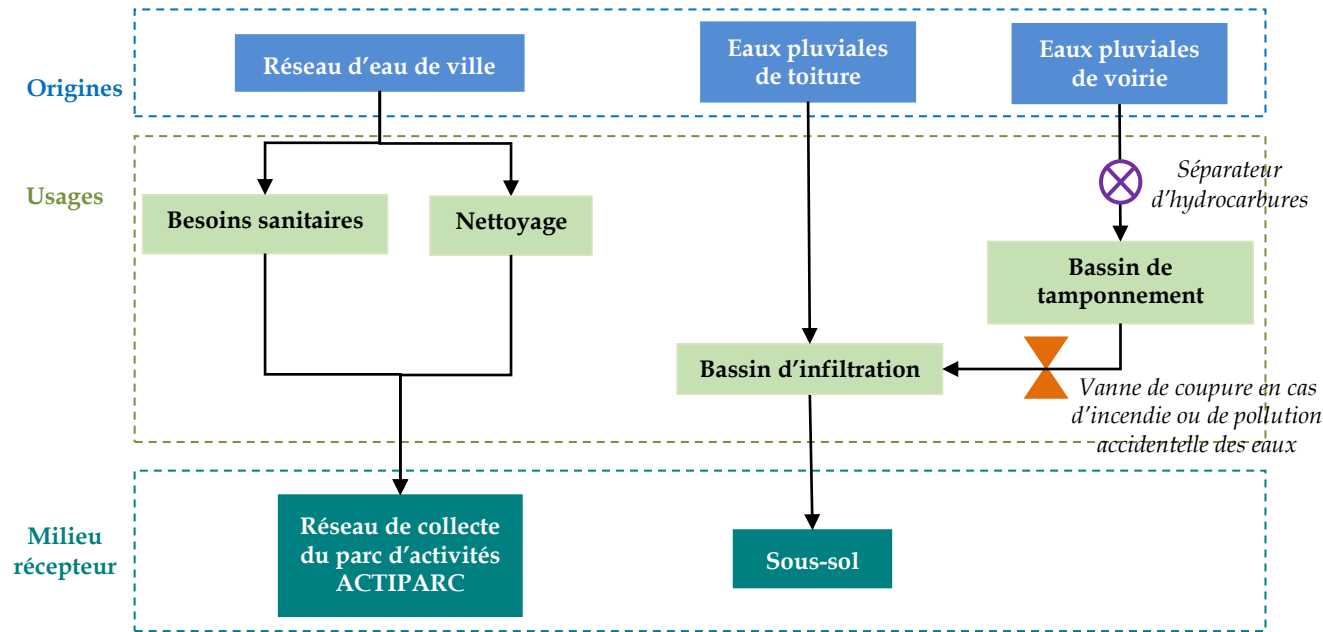 Origines
Réseau d'eau de ville
Eaux pluviales
de toiture
Eaux pluviales
de voirie
Usages
Séparateur
d'hydrocarbures
Besoins sanitaires
Nettoyage
Bassin de
tamponnement
Bassin d'infiltration
Vanne de coupure en cas
d'incendie ou de pollution
accidentelle des eaux
Milieu
récepteur
Réseau de collecte
du parc d'activités
ACTIPARC
Sous-sol